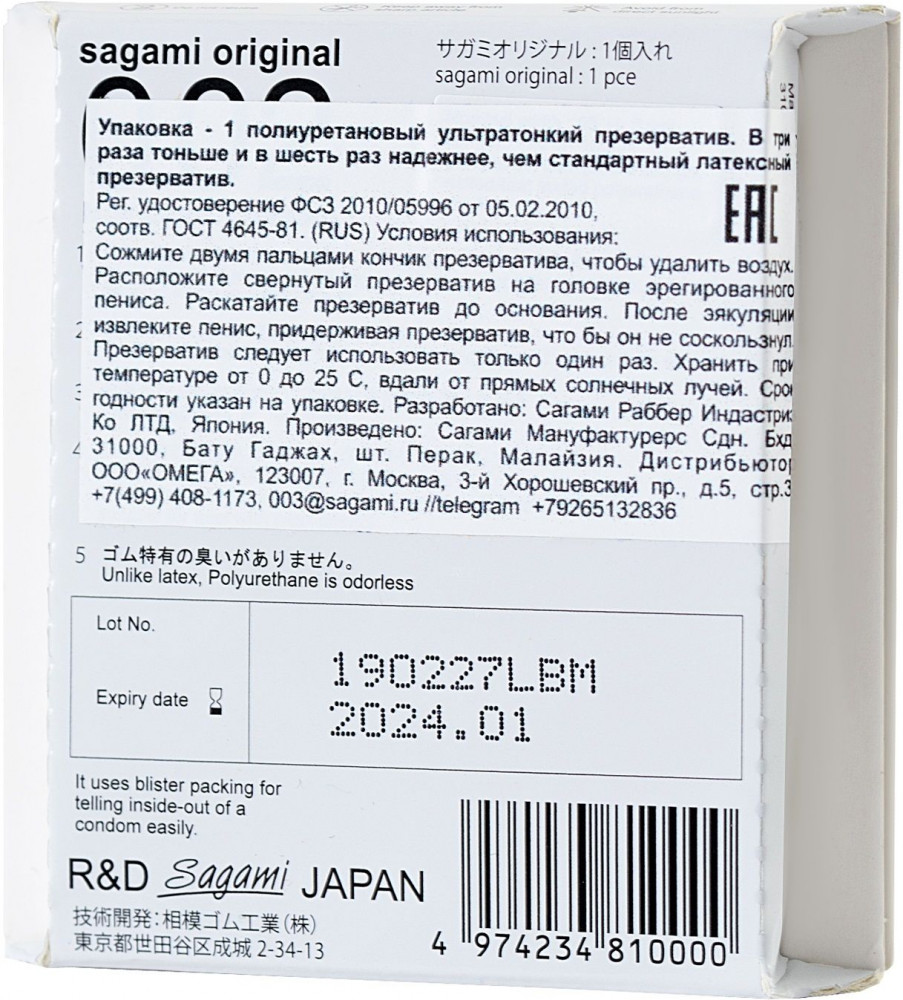 sagami original
サガミオリジナル : 1個入れ
sagami original : 1 pce
Упаковка - 1 полиуретановый ультратонкий презерватив. В три
раза тоньше и в шесть раз надежнее, чем стандартный латексный
презерватив.
Рег. удостоверение ФСЗ 2010/05996 от 05.02.2010,
соотв. ГОСТ 4645-81. (RUS) Условия использования:
EAC
Сожмите двумя пальцами кончик презерватива, чтобы удалить воздух.
Расположите свернутый презерватив на головке эрегированного
пениса. Раскатайте презерватив до основания. После эякуляции
извлеките пенис, придерживая презерватив, что бы он не соскользнул.
Презерватив следует использовать только один раз. Хранить при
температуре от 0 до 25 С, вдали от прямых солнечных лучей. Срок
годности указан на упаковке. Разработано: Сагами Раббер Индастриз
Ко ЛТД, Япония. Произведено: Сагами Мануфактурерс Сдн. Бхд
31000, Бату Гаджах, шт. Перак, Малайзия. Дистрибьютор
ООО«ОМЕГА», 123007, г. Москва, 3-й Хорошевский пр., д.5, стр.3
+7(499) 408-1173, 003@sagami.ru //telegram +79265132836
5 ゴム特有の臭いがありません。
Unlike latex, Polyurethane is odorless
Lot No.
190227LBM
Expiry date
2024.01
It uses blister packing for
telling inside-out of a
condom easily.
R&D Sagami JAPAN
技術開発:相模ゴム工業(株)
東京都世田谷区成城 2-34-13
4 974234 810000